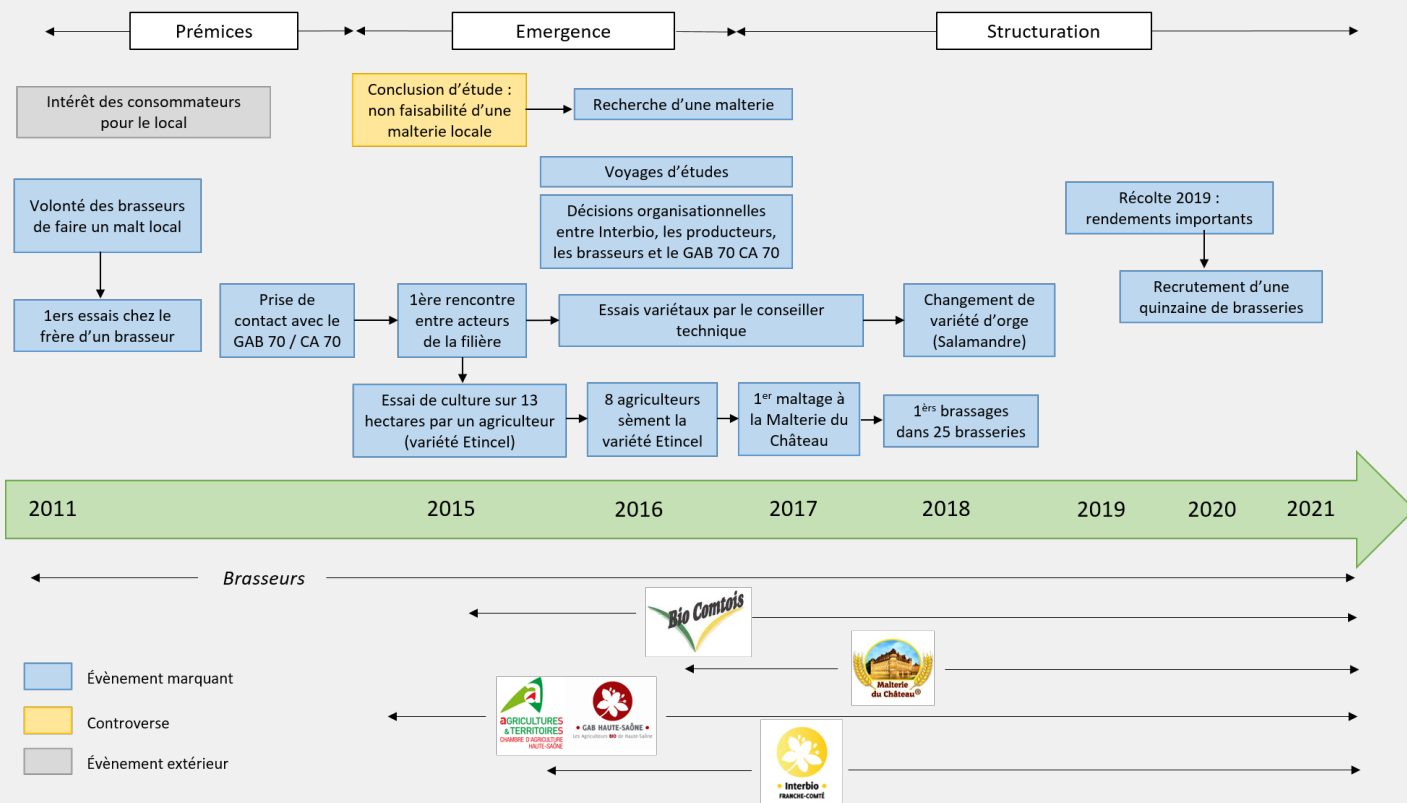 Prémices
Emergence
Structuration
Intérêt des consommateurs
pour le local
Conclusion d'étude :
non faisabilité d'une
malterie locale
Recherche d'une malterie
Voyages d'études
Volonté des brasseurs
de faire un malt local
Décisions organisationnelles
entre Interbio, les producteurs,
les brasseurs et le GAB 70 CA 70
Récolte 2019 :
rendements importants
1ers essais chez le
frère d'un brasseur
Prise de
contact avec le
GAB 70 / CA 70
1ère rencontre
entre acteurs
de la filière
Essais variétaux par le conseiller
technique
Changement de
variété d'orge
(Salamandre)
Recrutement d'une
quinzaine de brasseries
Essai de culture sur 13
hectares par un agriculteur
(variété Etincel)
8 agriculteurs
sèment la
variété Etincel
1er maltage à
la Malterie du
Château
1èrs brassages
dans 25 brasseries
2011
2015
2016
2017
2018
2019
2020
2021
Brasseurs
Bio Comtois
Malterie
du Château®
aGRICULTURES
& TERRITOIRES
CHAMBRE D'AGRICULTURE
HAUTE-SAÔNE
• GAB HAUTE-SAÔNE •
Les Agriculteurs BIO de Haute-Saône
• Interbio •
FRANCHE-COMTÉ
Évènement marquant
Controverse
Évènement extérieur